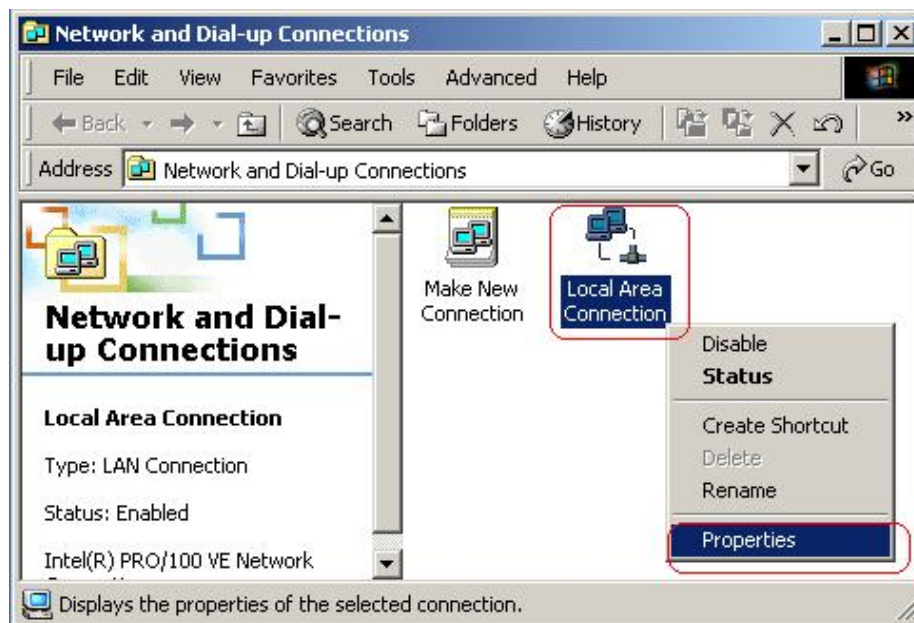 Network and Dial-up Connections
File Edit View Favorites Tools Advanced Help
Back Search Folders History »
Address Network and Dial-up Connections Go
Network and Dial-
up Connections
Local Area Connection
Type: LAN Connection
Status: Enabled
Intel(R) PRO/100 VE Network
Make New
Connection
Local Area
Connection
Disable
Status
Create Shortcut
Delete
Rename
Properties
Displays the properties of the selected connection.